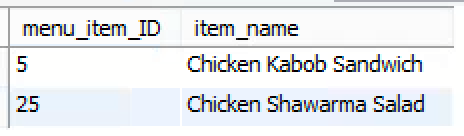 menu_item_ID item_name
5 Chicken Kabob Sandwich
25 Chicken Shawarma Salad